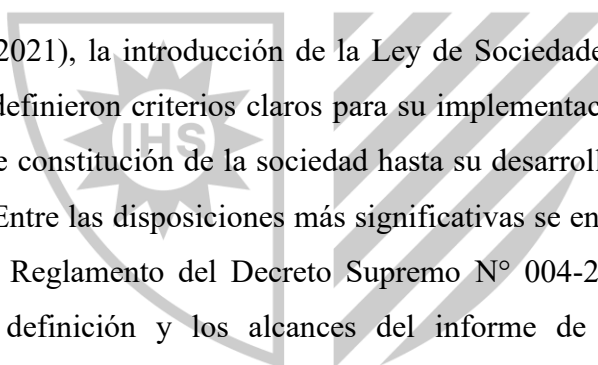 2021), la introducción de la Ley de Sociedade
definieron criterios claros para su implementac
e constitución de la sociedad hasta su desarroll
Entre las disposiciones más significativas se en
Reglamento del Decreto Supremo N° 004-2
definición y los alcances del informe de
IHS